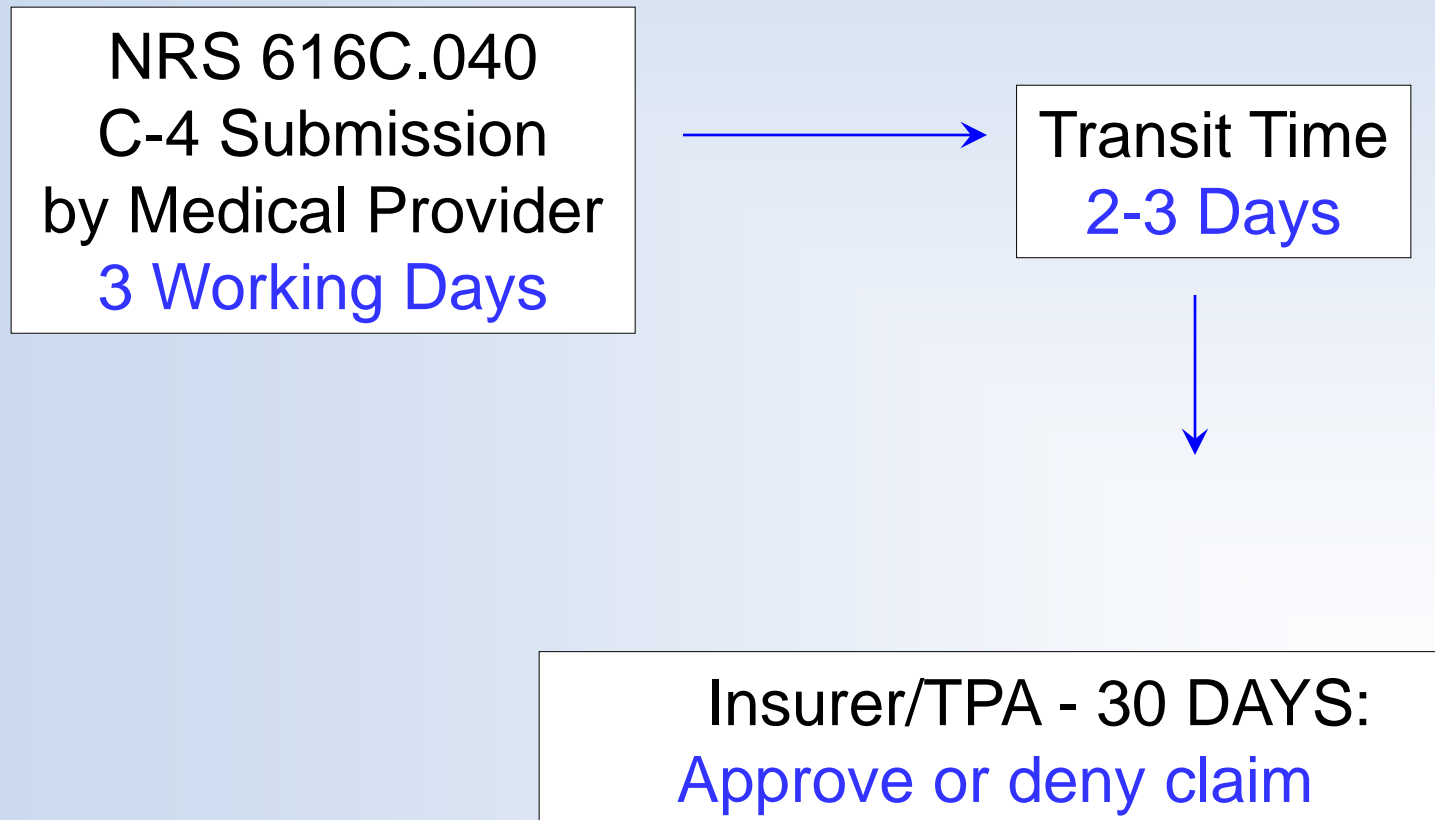 NRS 616C.040
C-4 Submission
by Medical Provider
3 Working Days
Transit Time
2-3 Days
Insurer/TPA - 30 DAYS:
Approve or deny claim